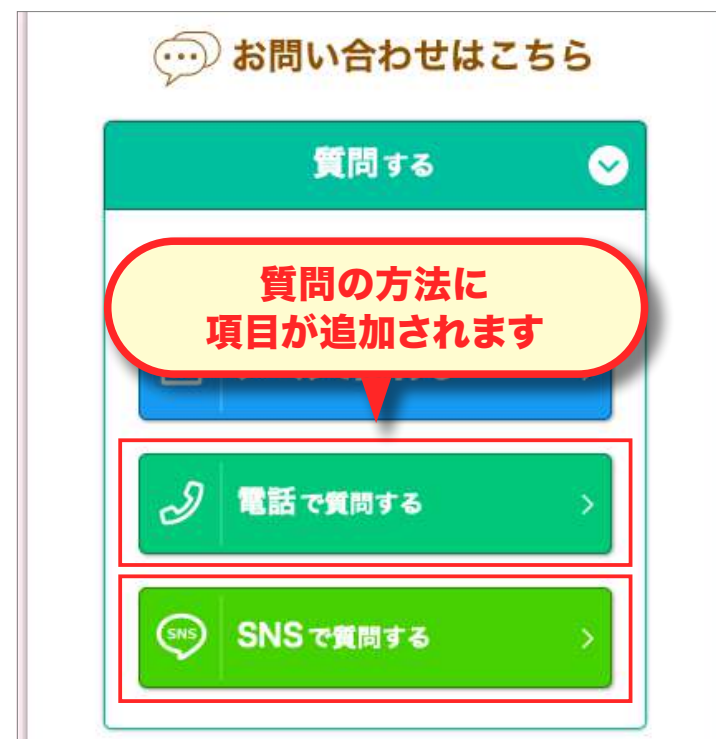 お問い合わせはこちら
質問する
質問の方法に
項目が追加されます
電話で質問する
SNS
SNSで質問する